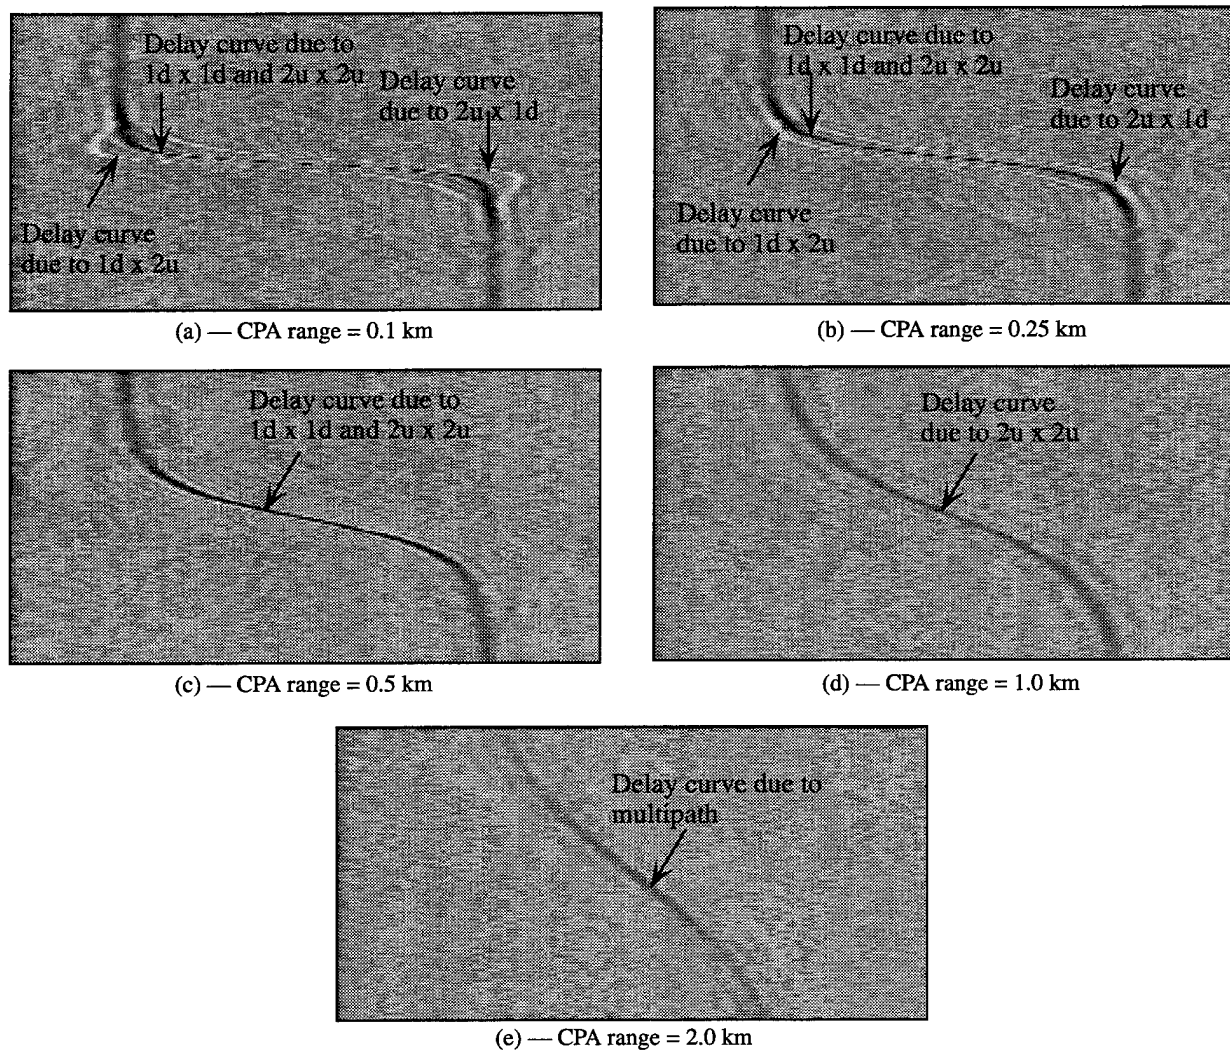 Delay curve due to
1d x 1d and 2u x 2u
Delay curve
due to 2u x 1d
Delay curve
due to 1d x 2u
(a) — CPA range = 0.1 km
Delay curve due to
1d x 1d and 2u x 2u
Delay curve
due to 2u x 1d
Delay curve
due to 1d x 2u
(b) — CPA range = 0.25 km
Delay curve due to
1d x 1d and 2u x 2u
(c) — CPA range = 0.5 km
Delay curve
due to 2u x 2u
(d) — CPA range = 1.0 km
Delay curve due to
multipath
(e) — CPA range = 2.0 km